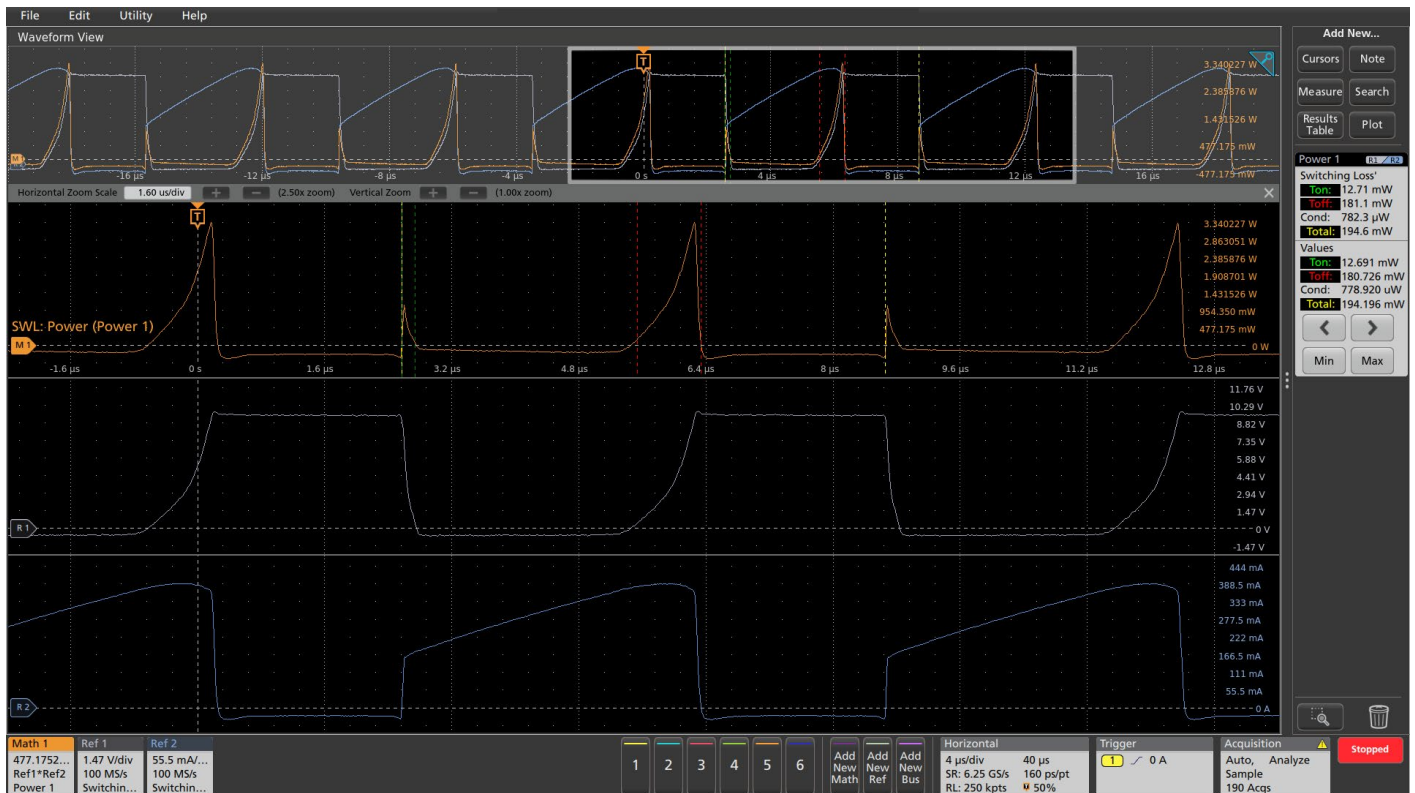 File Edit Utility Help
Waveform View
Add New...
Cursors Note
Measure Search
Results Table Plot
T
3.340227 W
2.385876 W
1.431526 W
477.175 mW
-477.175 mW
M 1
-16 µs -12 µs -8 µs -4 µs 0 s 4 µs 8 µs 12 µs 16 µs
Horizontal Zoom Scale 1.60 us/div + − (2.50x zoom) Vertical Zoom + − (1.00x zoom) ×
T
3.340227 W
2.863051 W
2.385876 W
1.908701 W
1.431526 W
954.350 mW
477.175 mW
0 W
SWL: Power (Power 1)
M 1
-1.6 µs 0 s 1.6 µs 3.2 µs 4.8 µs 6.4 µs 8 µs 9.6 µs 11.2 µs 12.8 µs
11.76 V
10.29 V
8.82 V
7.35 V
5.88 V
4.41 V
2.94 V
1.47 V
0 V
-1.47 V
R 1
444 mA
388.5 mA
333 mA
277.5 mA
222 mA
166.5 mA
111 mA
55.5 mA
0 A
R 2
Power 1 R1 / R2
Switching Loss'
Ton: 12.71 mW
Toff: 181.1 mW
Cond: 782.3 µW
Total: 194.6 mW
Values
Ton: 12.691 mW
Toff: 180.726 mW
Cond: 778.920 uW
Total: 194.196 mW
< >
Min Max
Math 1
477.1752...
Ref1*Ref2
Power 1
Ref 1
1.47 V/div
100 MS/s
Switchin...
Ref 2
55.5 mA/...
100 MS/s
Switchin...
1 2 3 4 5 6
Add New Math
Add New Ref
Add New Bus
Horizontal
4 µs/div 40 µs
SR: 6.25 GS/s 160 ps/pt
RL: 250 kpts 50%
Trigger
1 0 A
Acquisition
Auto, Analyze
Sample
190 Acqs
Stopped